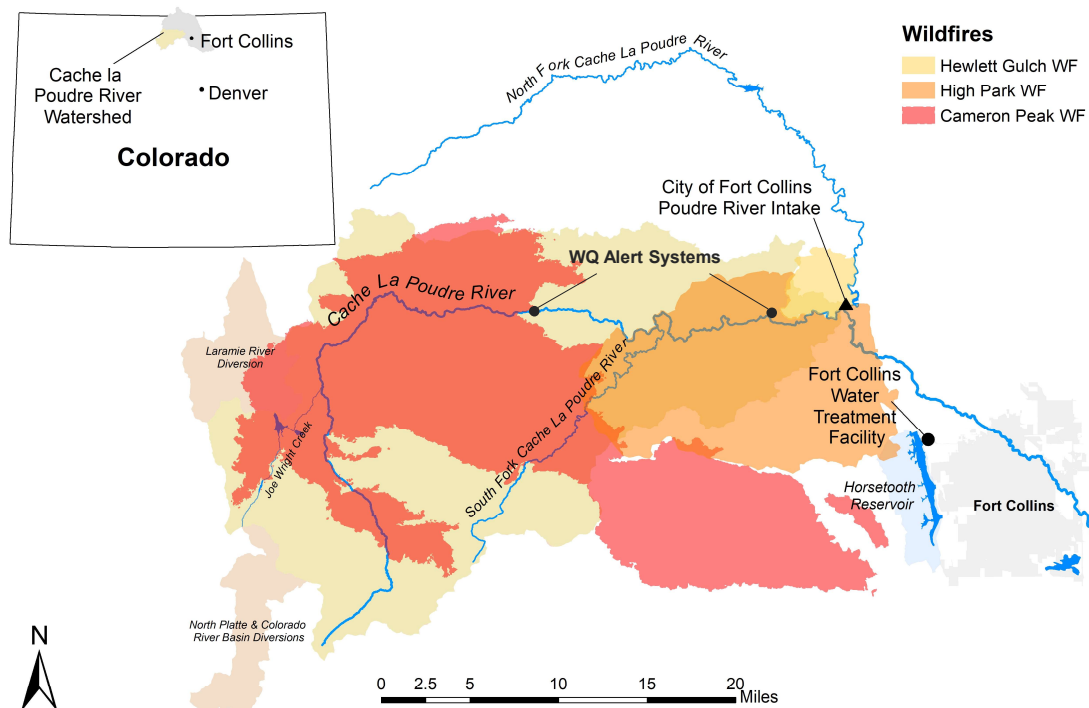 Fort Collins
Cache la
Poudre River
Watershed
Denver
Colorado
Wildfires
Hewlett Gulch WF
High Park WF
Cameron Peak WF
North Fork Cache La Poudre River
City of Fort Collins
Poudre River Intake
WQ Alert Systems
Cache La Poudre River
Laramie River
Diversion
Joe Wright Creek
South Fork Cache La Poudre River
Fort Collins
Water
Treatment
Facility
Horsetooth
Reservoir
Fort Collins
North Platte & Colorado
River Basin Diversions
N
0 2.5 5 10 15 20
Miles